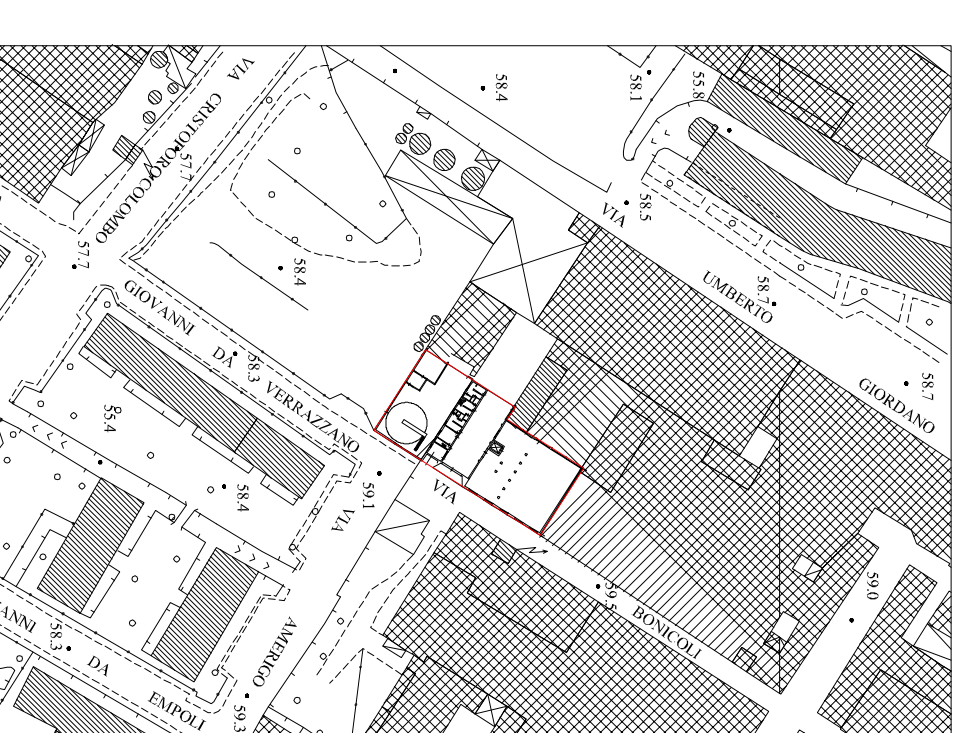 VIA CRISTOFORO COLOMBO
57.7
57.7
58.4
58.1
55.8
58.5
VIA UMBERTO GIORDANO
58.7
58.7
58.4
GIOVANNI DA VERRAZZANO
58.3
55.4
58.4
59.1
VIA AMERIGO
59.3
VIA BONICOLI
59.5
59.0
ANNI DA EMPOLI
58.3